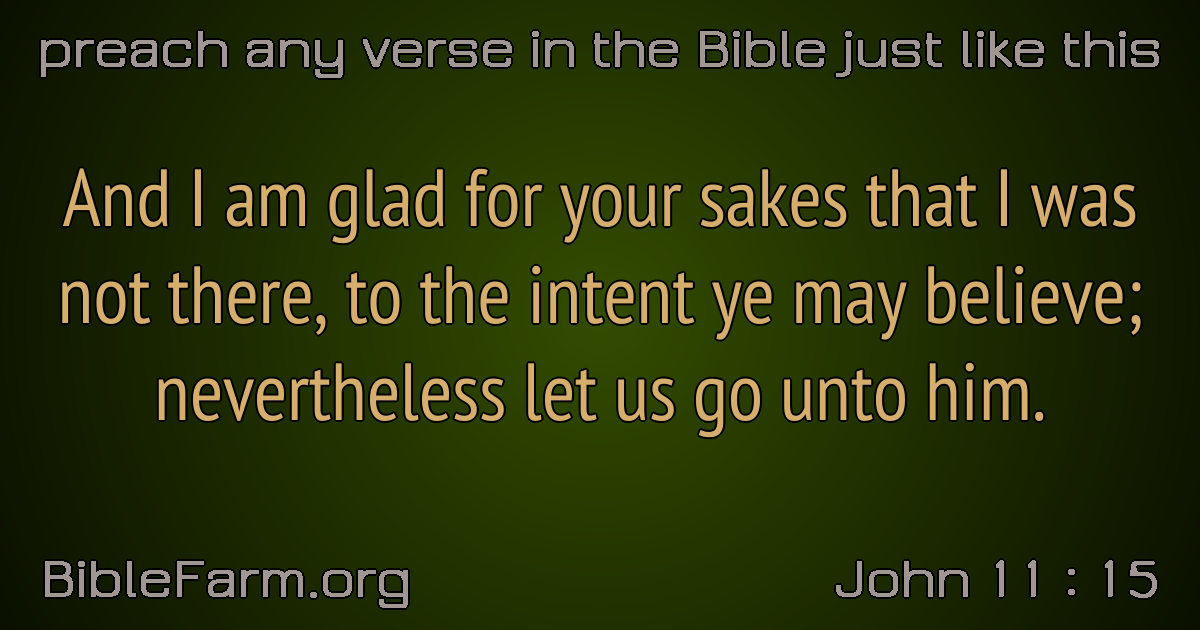 preach any verse in the Bible just like this
And I am glad for your sakes that I was
not there, to the intent ye may believe;
nevertheless let us go unto him.
BibleFarm.org
John 11 : 15